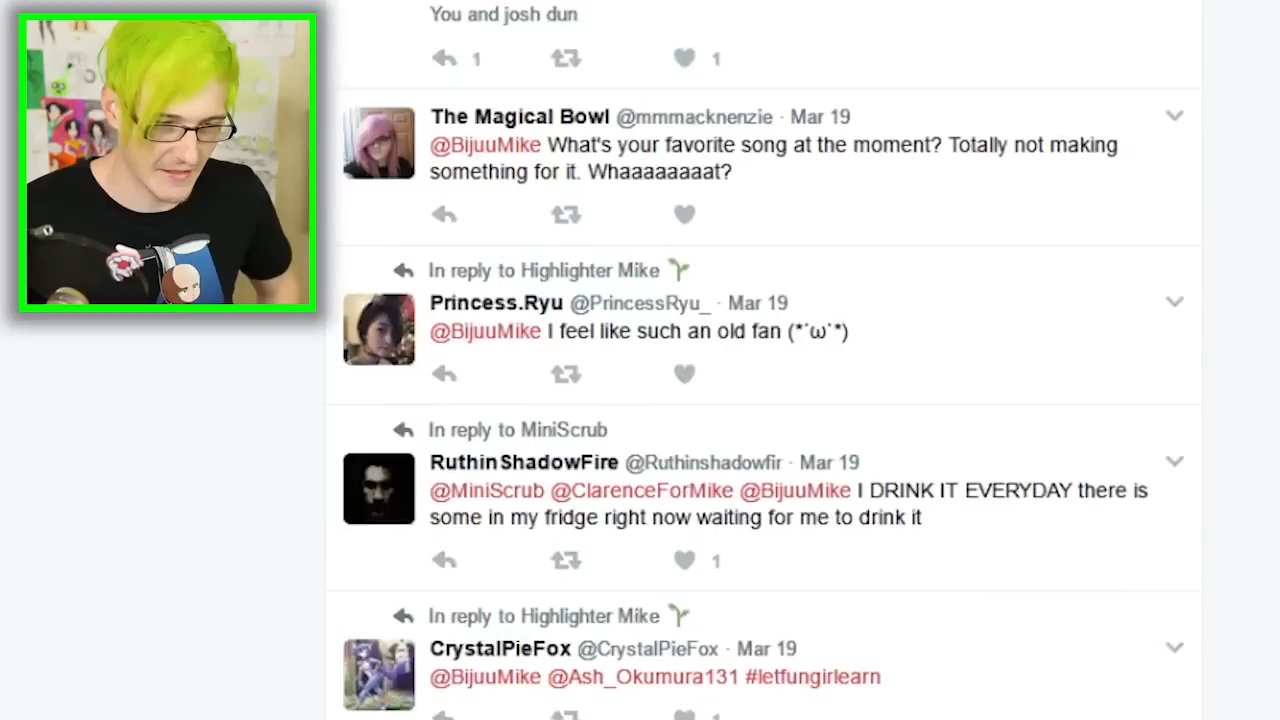 You and josh dun
1 1
The Magical Bowl @mmmacknenzie · Mar 19
@BijuuMike What's your favorite song at the moment? Totally not making
something for it. Whaaaaaaaat?
In reply to Highlighter Mike
Princess.Ryu @PrincessRyu_ · Mar 19
@BijuuMike I feel like such an old fan (*´ω`*)
In reply to MiniScrub
RuthinShadowFire @Ruthinshadowfir · Mar 19
@MiniScrub @ClarenceForMike @BijuuMike I DRINK IT EVERYDAY there is
some in my fridge right now waiting for me to drink it
1
In reply to Highlighter Mike
CrystalPieFox @CrystalPieFox · Mar 19
@BijuuMike @Ash_Okumura131 #letfungirlearn
1